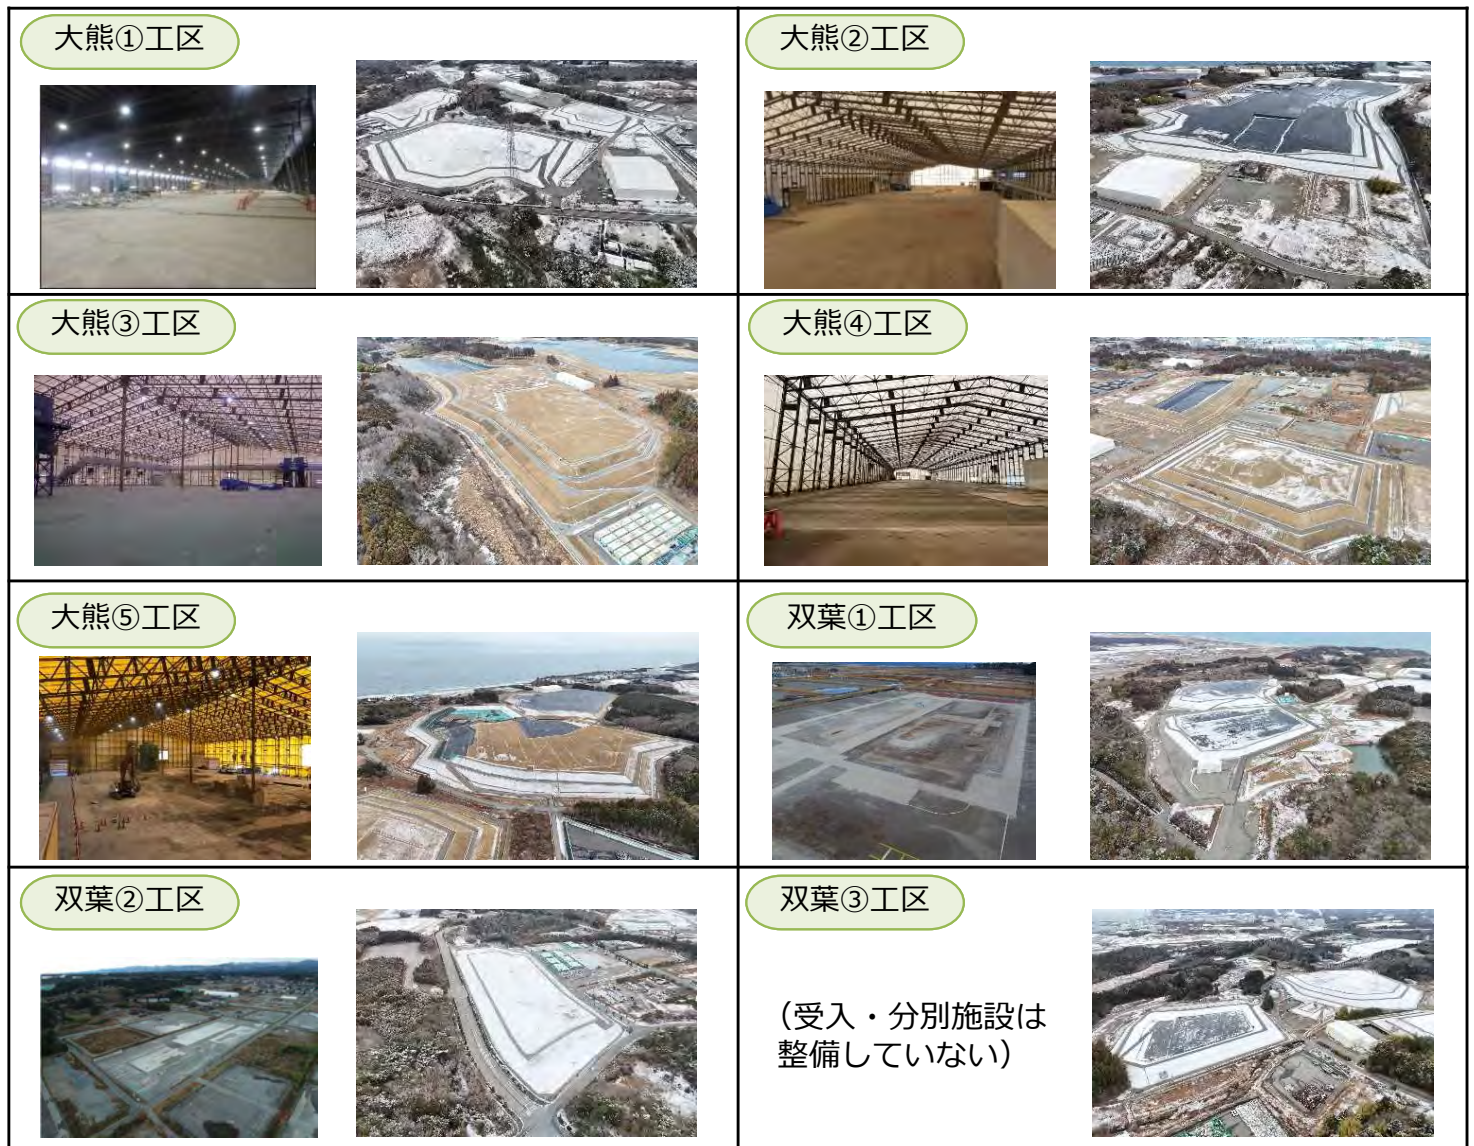 大熊①工区
大熊②工区
大熊③工区
大熊④工区
大熊⑤工区
双葉①工区
双葉②工区
双葉③工区
（受入・分別施設は
整備していない）